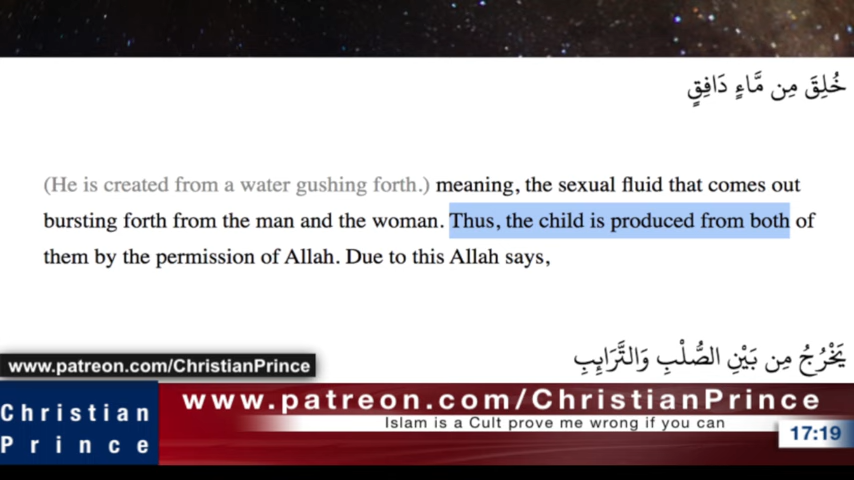 خُلِقَ مِن مَّاءٍ دَافِقٍ
(He is created from a water gushing forth.) meaning, the sexual fluid that comes out
bursting forth from the man and the woman. Thus, the child is produced from both of
them by the permission of Allah. Due to this Allah says,
يَخْرُجُ مِن بَيْنِ الصُّلْبِ وَالتَّرَائِبِ
www.patreon.com/ChristianPrince
Christian
Prince
www.patreon.com/ChristianPrince
Islam is a Cult prove me wrong if you can
17:19